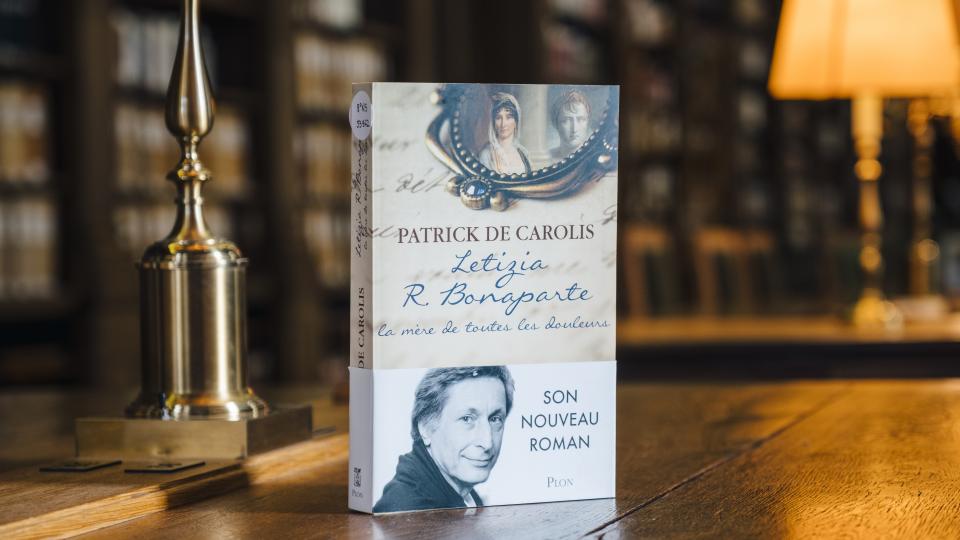 PATRICK DE CAROLIS
Letizia
R. Bonaparte
la mère de toutes les douleurs
SON
NOUVEAU
ROMAN
PLON
DE CAROLIS
PLON